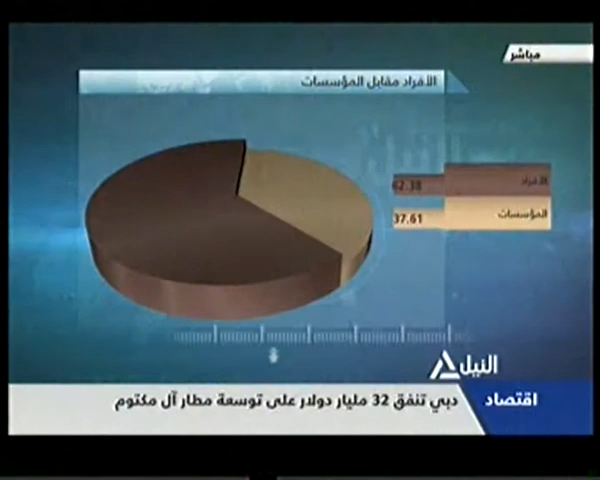 مباشر
الأفراد مقابل المؤسسات
الأفراد 62.38
المؤسسات 37.61
النيل
اقتصاد
دبي تنفق 32 مليار دولار على توسعة مطار آل مكتوم